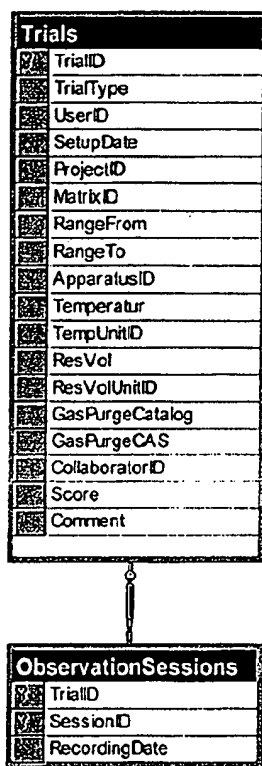 Trials
TrialID
TrialType
UserID
SetupDate
ProjectID
MatrixID
RangeFrom
RangeTo
ApparatusID
Temperatur
TempUnitID
ResVol
ResVolUnitID
GasPurgeCatalog
GasPurgeCAS
CollaboratorID
Score
Comment
ObservationSessions
TrialID
SessionID
RecordingDate